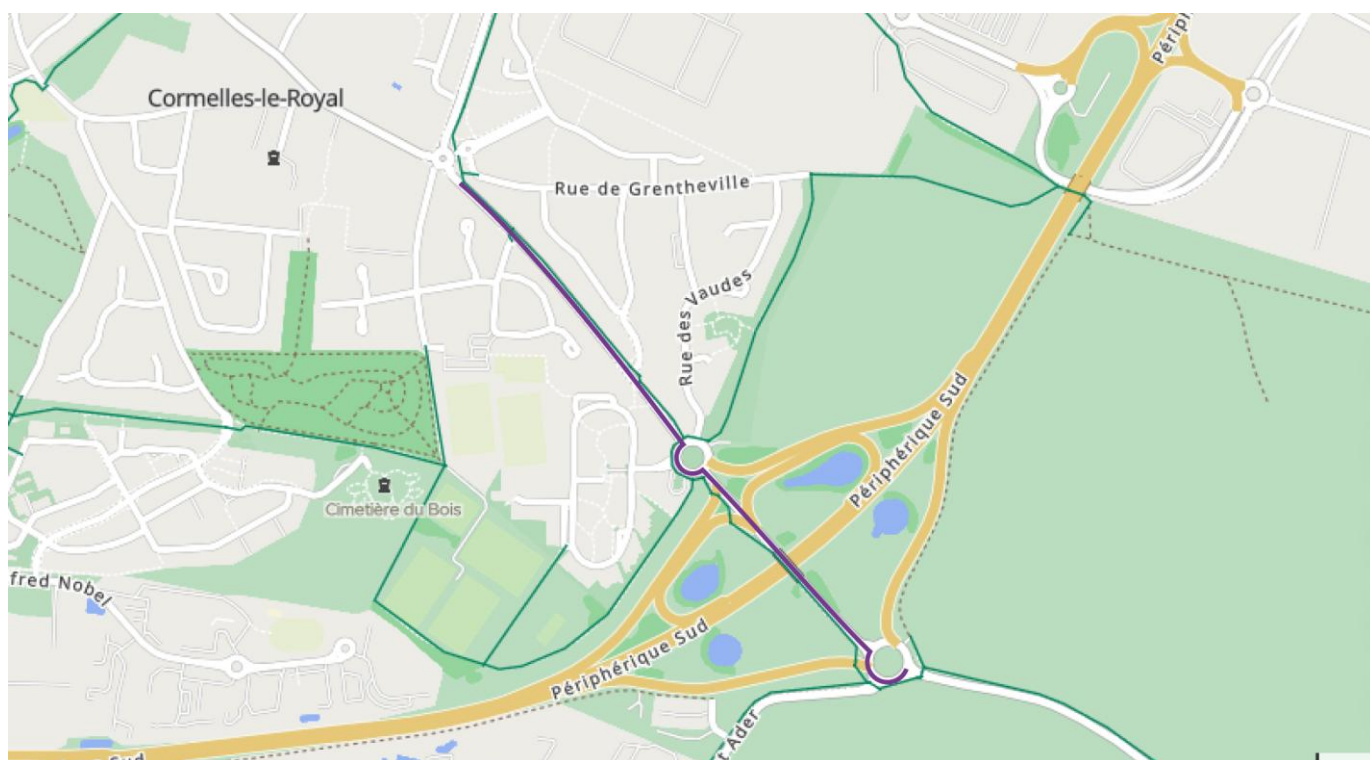 Cormelles-le-Royal
Rue de Grentheville
Rue des Vaudes
Périphérique Sud
Périphérique Sud
Cimetière du Bois
fred Nobel
t Ader
Sud